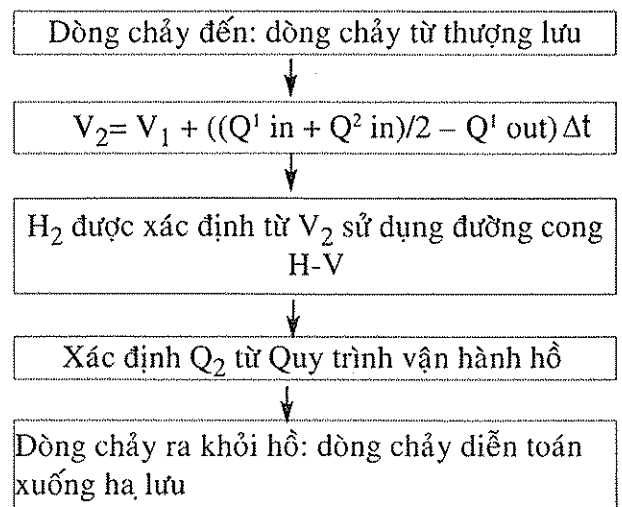 Dòng chảy đến: dòng chảy từ thượng lưu
V₂= V₁ + ((Q¹ in + Q² in)/2 – Q¹ out) Δt
H₂ được xác định từ V₂ sử dụng đường cong
H-V
Xác định Q₂ từ Quy trình vận hành hồ
Dòng chảy ra khỏi hồ: dòng chảy diễn toán
xuống hạ lưu